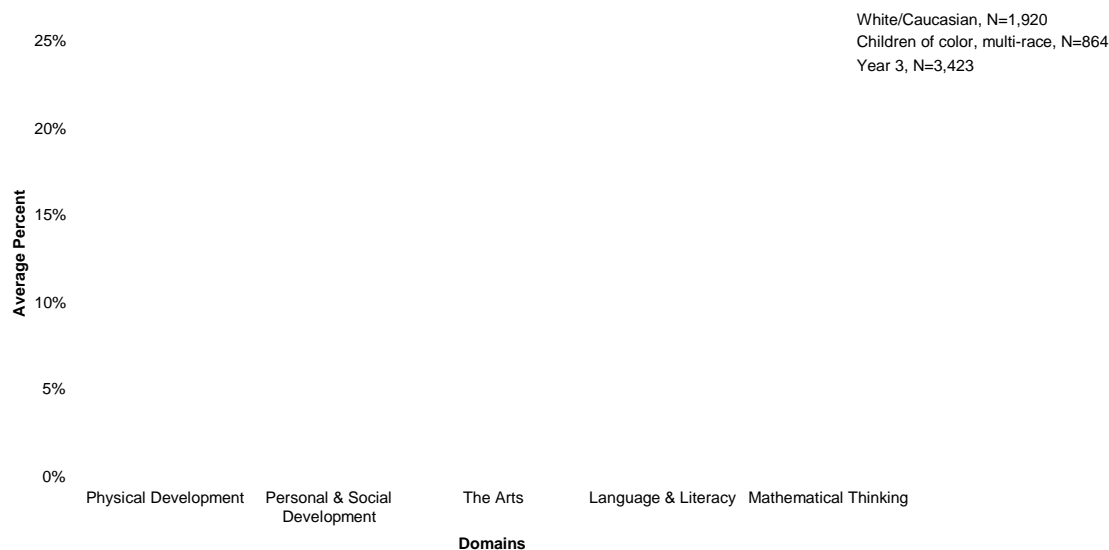 White/Caucasian, N=1,920
Children of color, multi-race, N=864
Year 3, N=3,423
25%
20%
15%
10%
5%
0%
Average Percent
Physical Development
Personal & Social
Development
The Arts
Language & Literacy
Mathematical Thinking
Domains